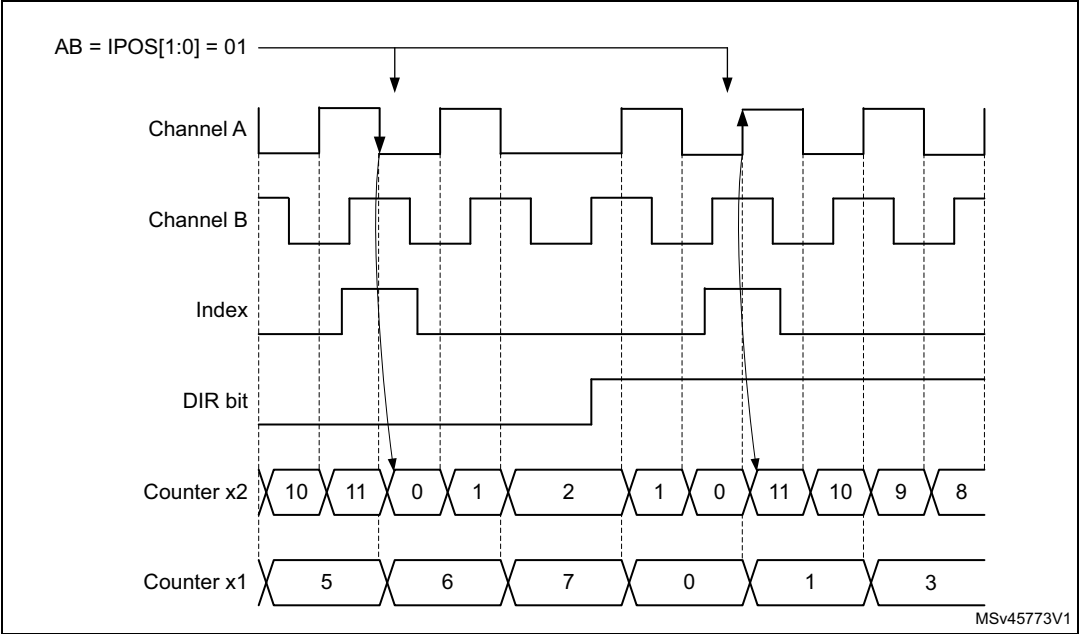 AB = IPOS[1:0] = 01
Channel A
Channel B
Index
DIR bit
Counter x2 10 11 0 1 2 1 0 11 10 9 8
Counter x1 5 6 7 0 1 3
MSv45773V1